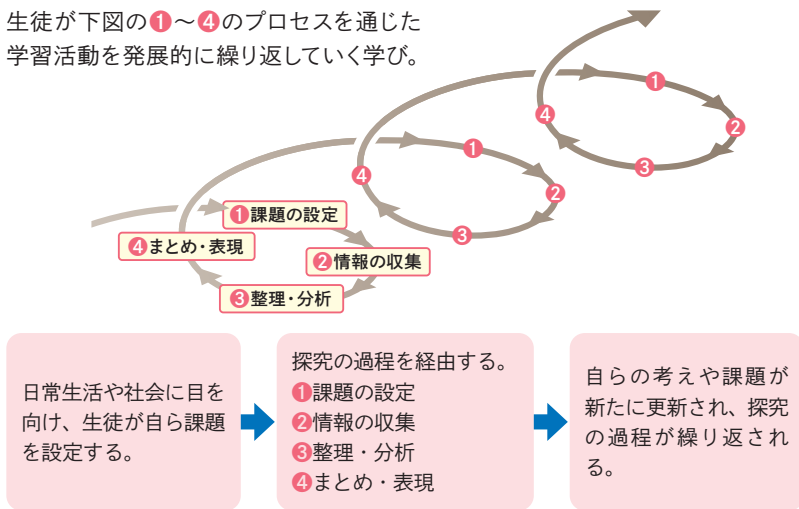 生徒が下図の❶～❹のプロセスを通じた
学習活動を発展的に繰り返していく学び。
❶
❷
❸
❹
❶
❷
❸
❹
❶課題の設定
❷情報の収集
❸整理・分析
❹まとめ・表現
日常生活や社会に目を
向け、生徒が自ら課題
を設定する。
探究の過程を経由する。
❶課題の設定
❷情報の収集
❸整理・分析
❹まとめ・表現
自らの考えや課題が
新たに更新され、探究
の過程が繰り返され
る。